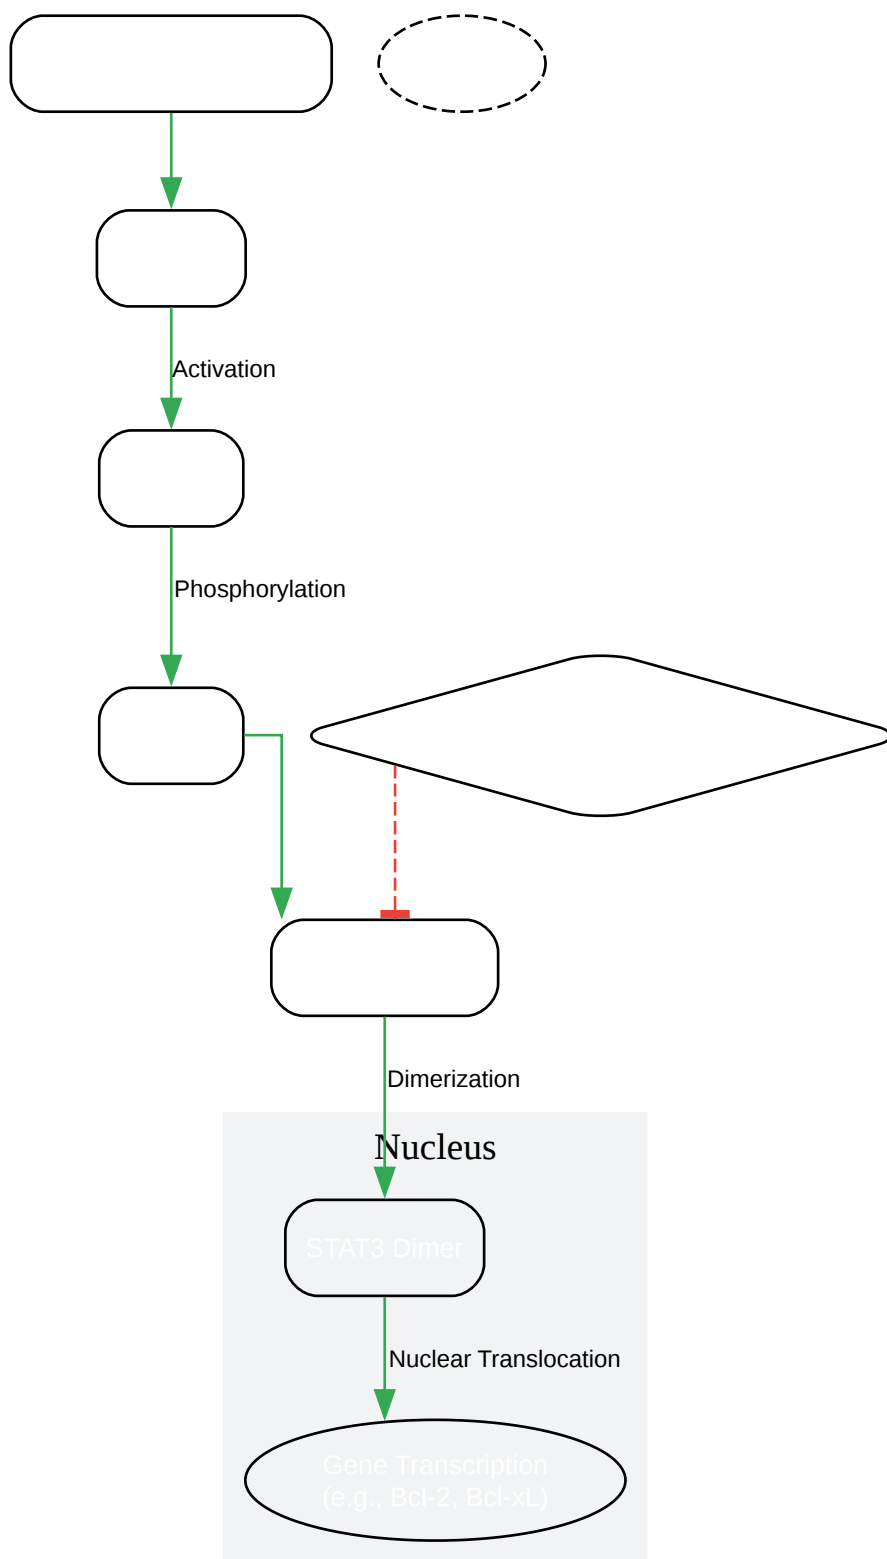 Activation
Phosphorylation
Dimerization
Nucleus
STAT3 Dimer
Nuclear Translocation
Gene Transcription
(e.g., Bcl-2, Bcl-xL)